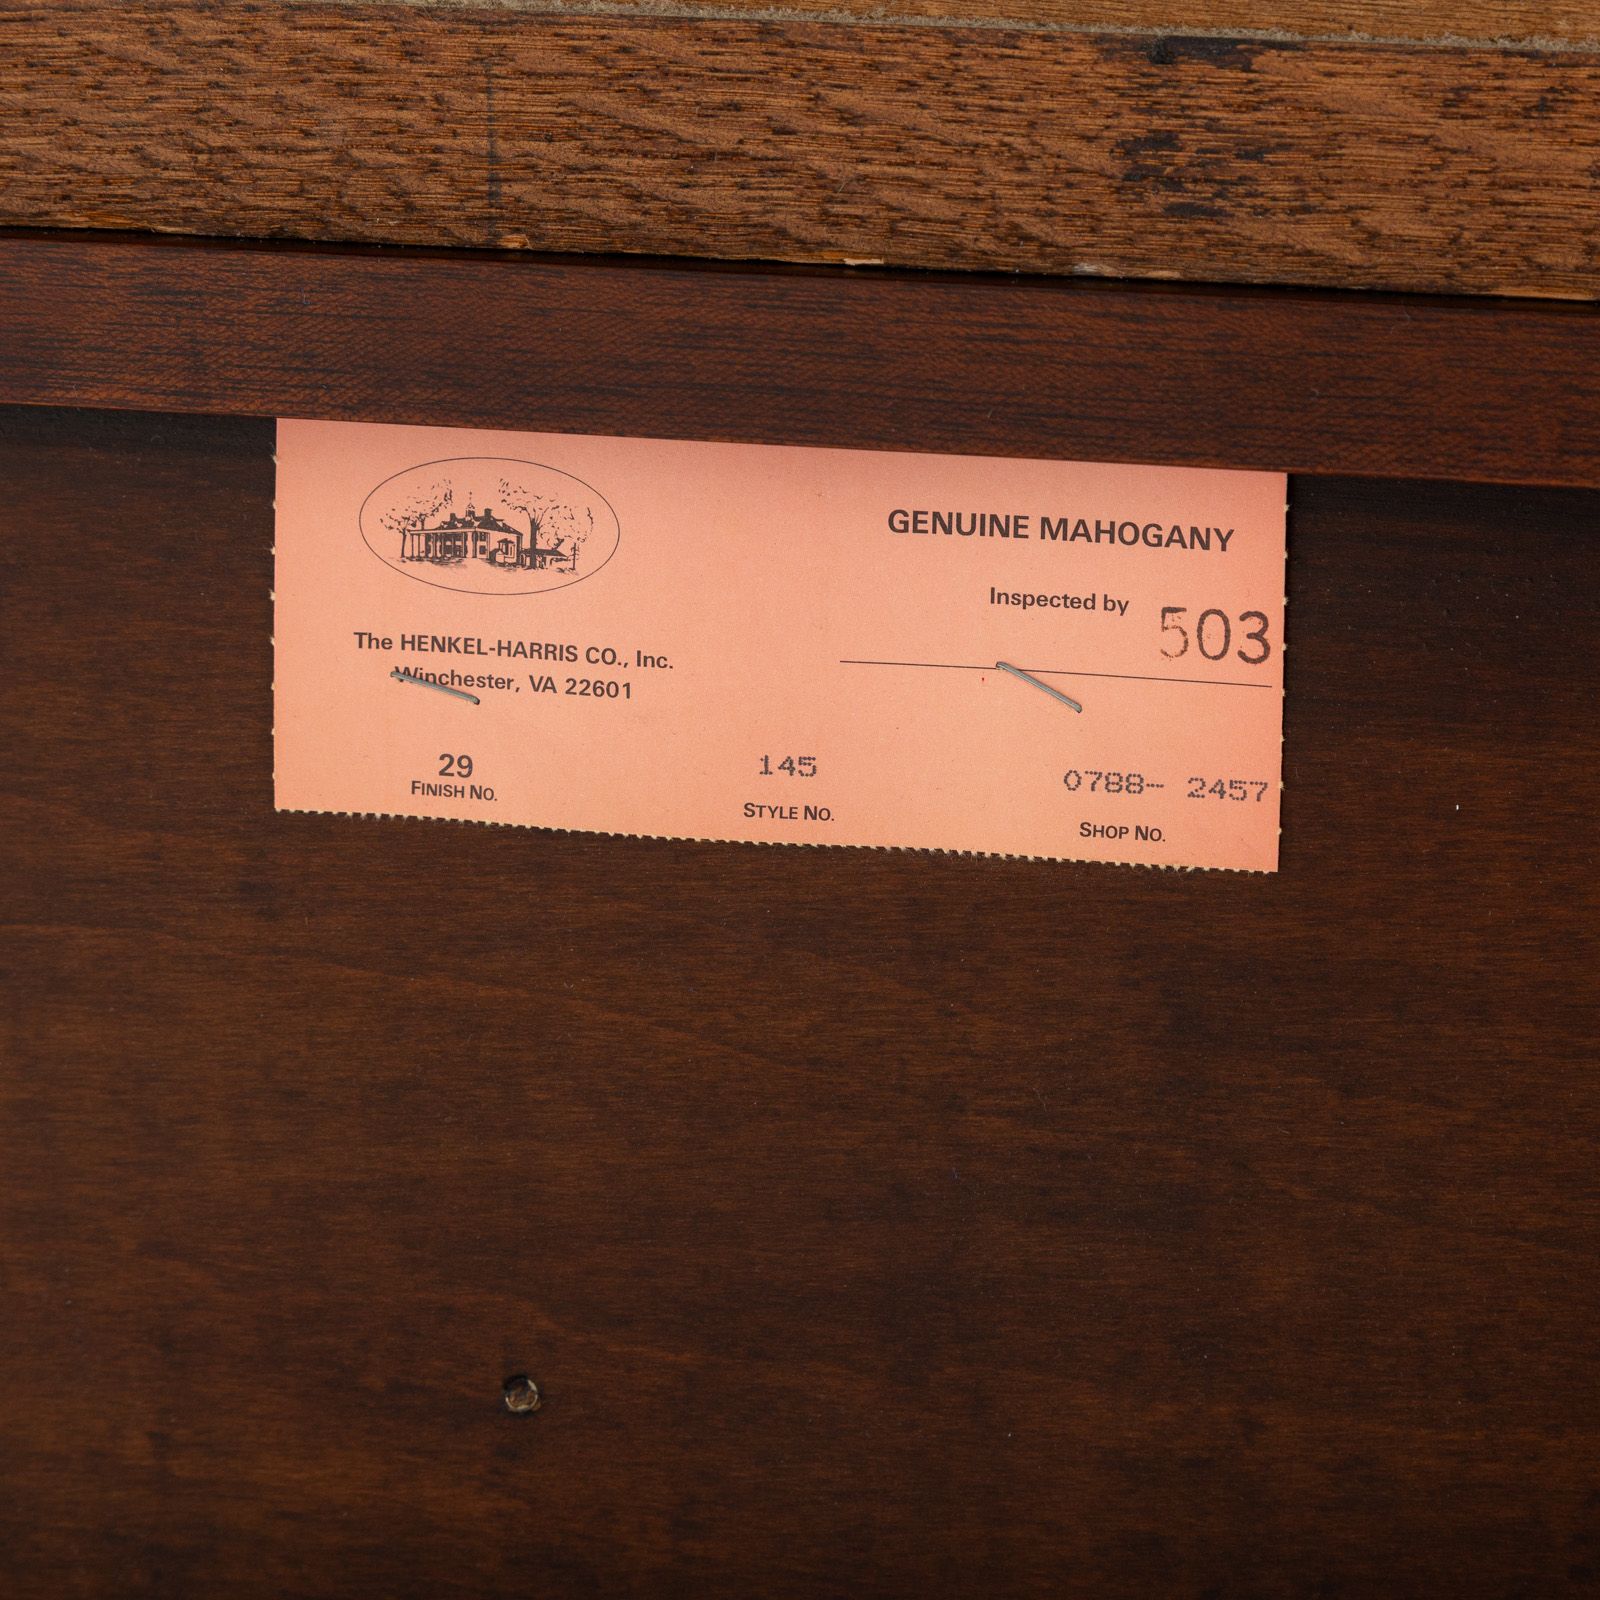 GENUINE MAHOGANY
Inspected by 503
The HENKEL-HARRIS CO., Inc.
Winchester, VA 22601
29
FINISH NO.
145
STYLE NO.
0788- 2457
SHOP NO.